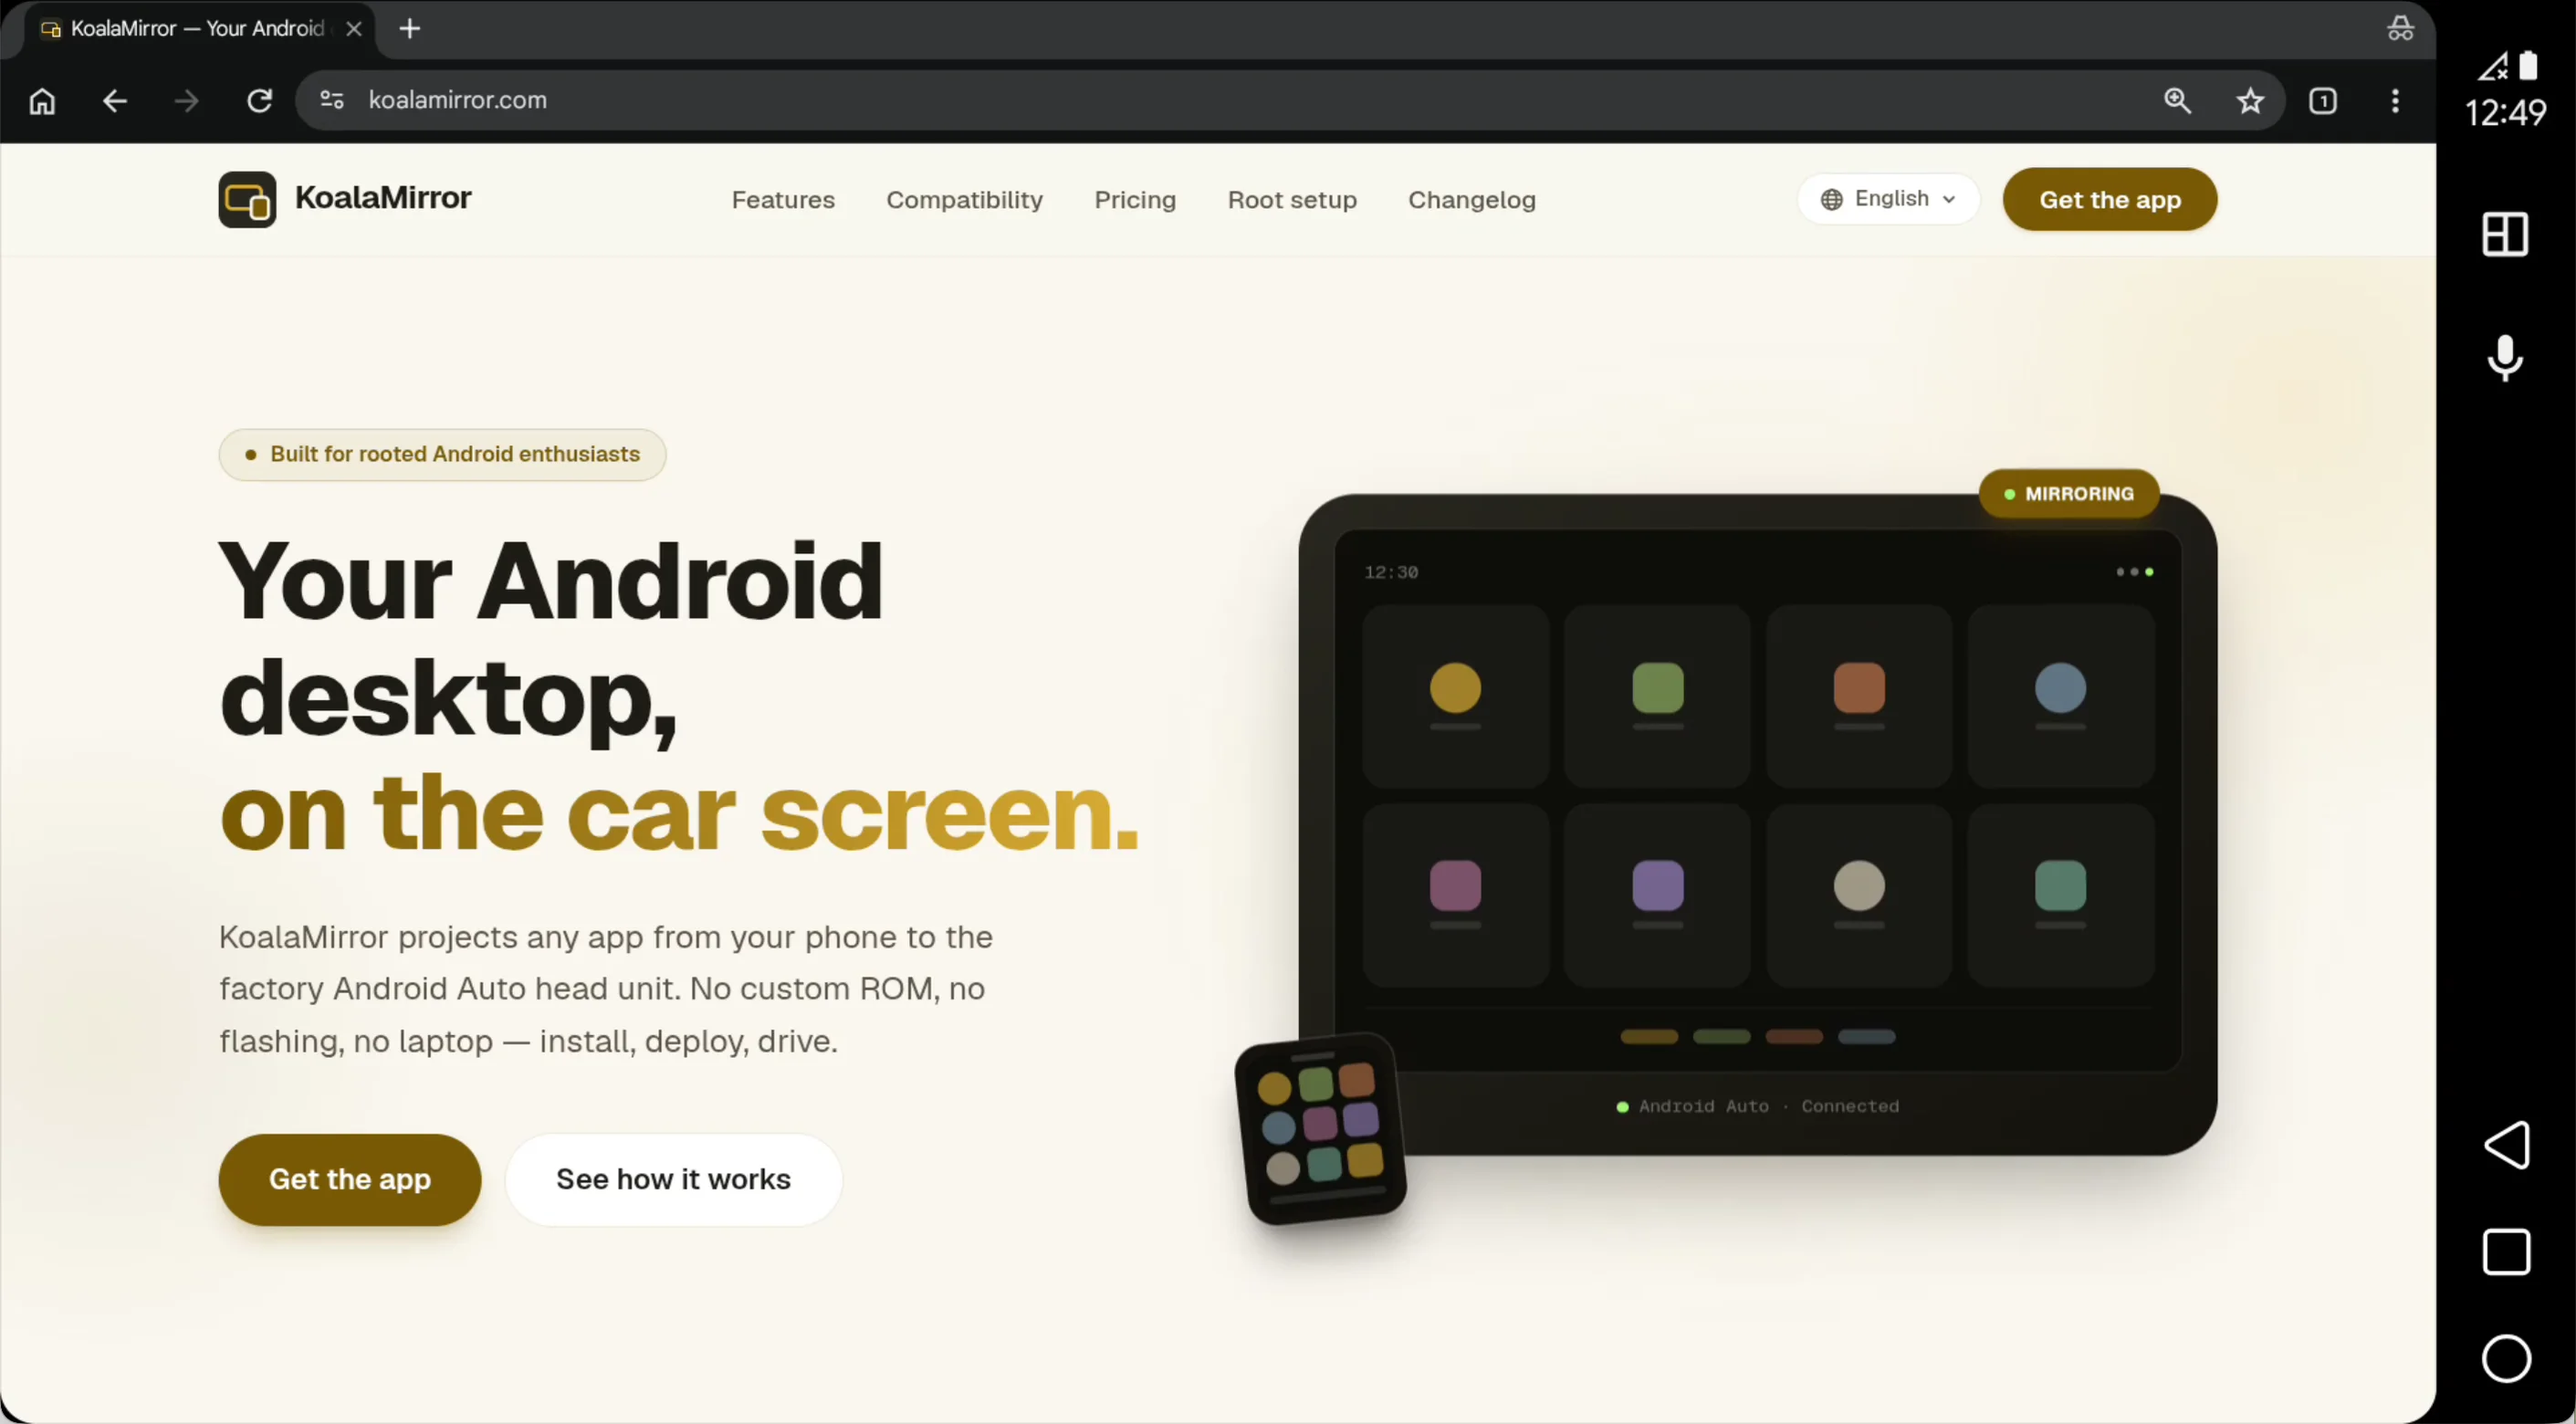 KoalaMirror — Your Android
koalamirror.com
1
12:49
KoalaMirror
Features
Compatibility
Pricing
Root setup
Changelog
English
Get the app
Built for rooted Android enthusiasts
Your Android
desktop,
on the car screen.
KoalaMirror projects any app from your phone to the
factory Android Auto head unit. No custom ROM, no
flashing, no laptop — install, deploy, drive.
Get the app
See how it works
MIRRORING
12:30
Android Auto · Connected